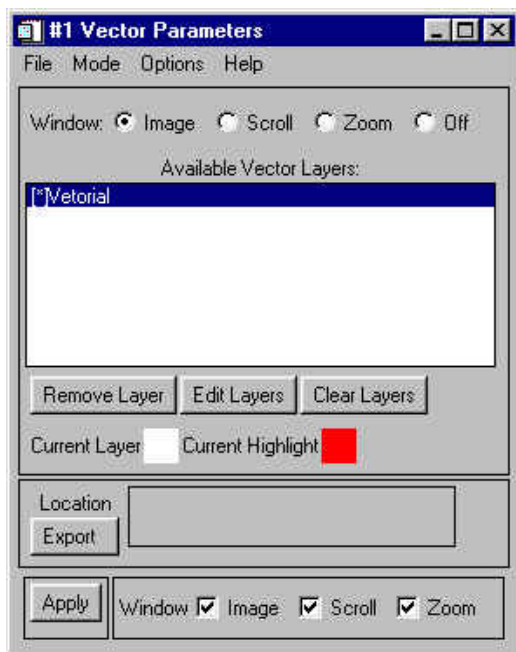 #1 Vector Parameters
File Mode Options Help
Window: Image Scroll Zoom Off
Available Vector Layers:
[*]Vetorial
Remove Layer Edit Layers Clear Layers
Current Layer Current Highlight
Location
Export
Apply Window Image Scroll Zoom